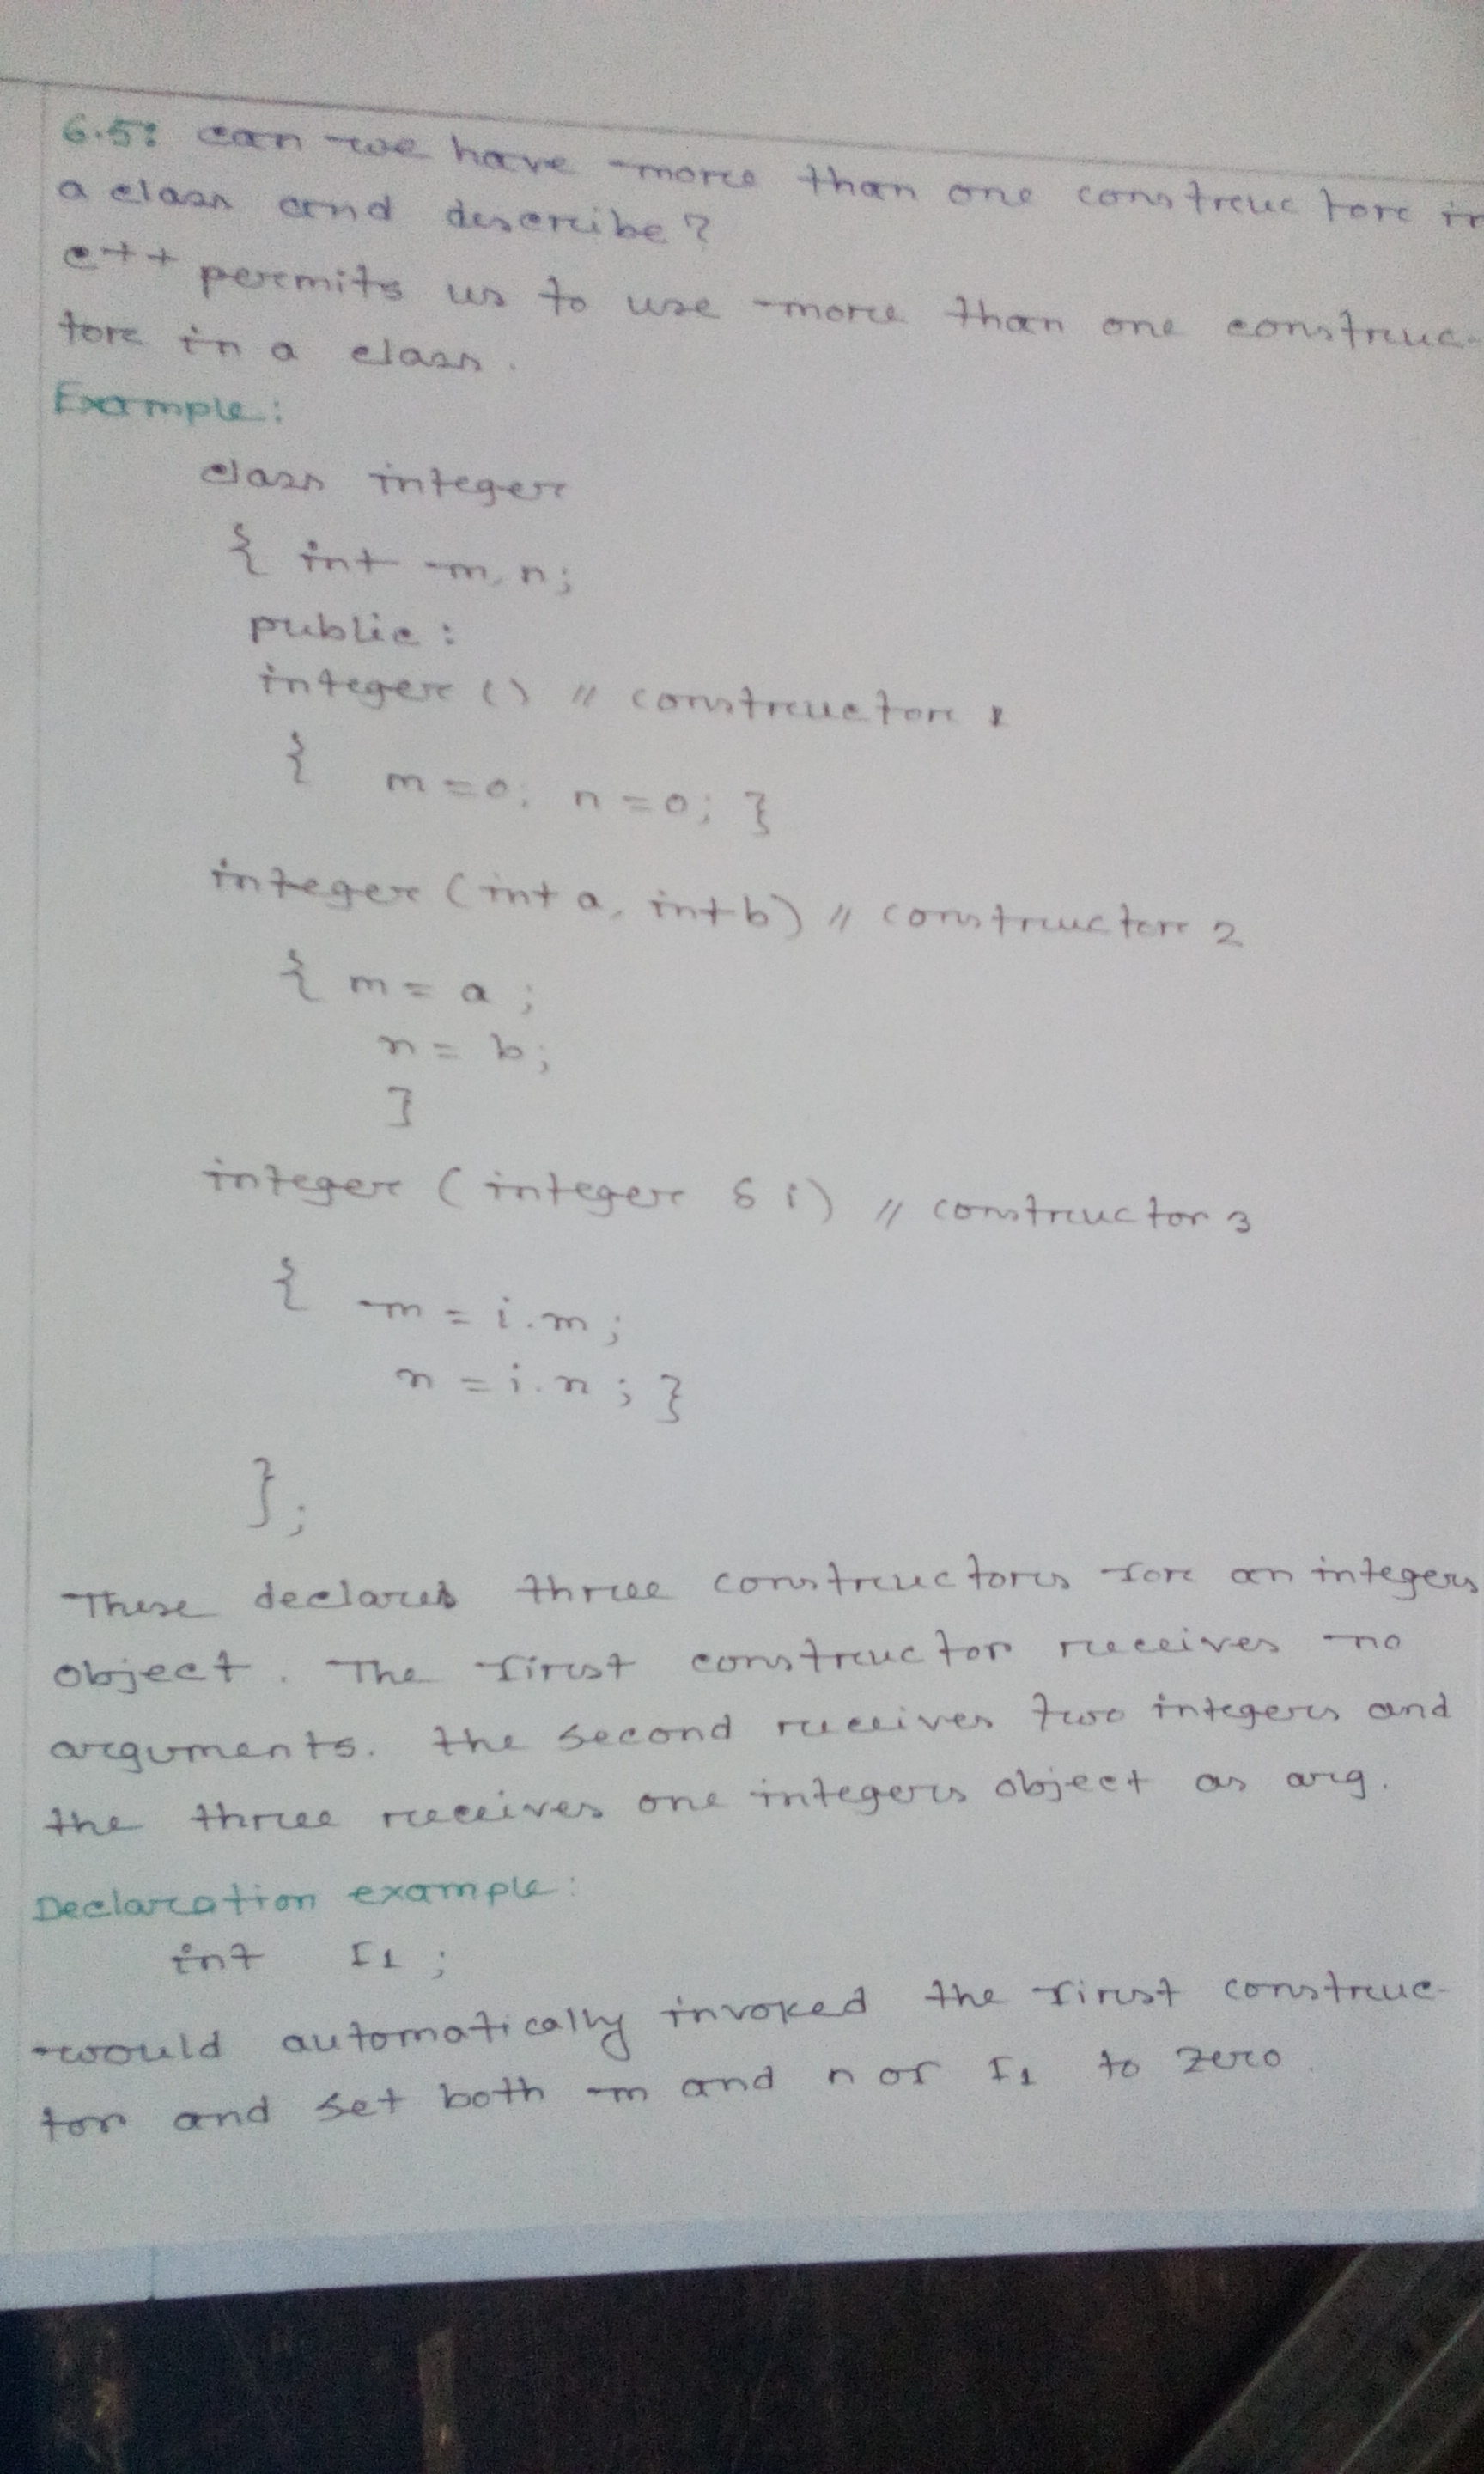 6.5: can we have more than one constructor in
a class and describe?
c++ permits us to use more than one construc-
tor in a class.
Example:
class integer
{ int m, n;
public:
integer () // constructor 1
{ m=0; n=0; }
integer (int a, int b) // constructor 2
{ m= a ;
n= b;
}
integer (integer & i) // constructor 3
{ m = i.m ;
n = i.n ; }
};
These declares three constructors for an integers
object. The first constructor receives no
arguments. the second receives two integers and
the three receives one integers object as arg.
Declaration example:
int I1 ;
would automatically invoked the first construc-
tor and set both m and n of I1 to zero.